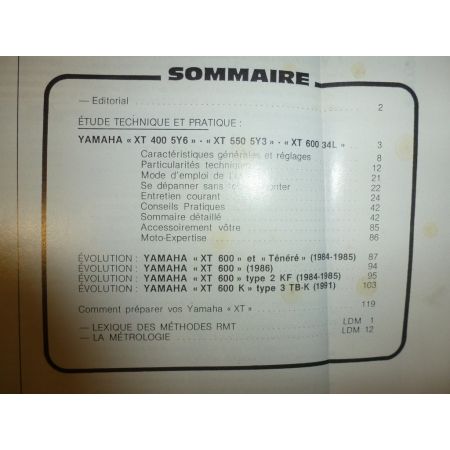 SOMMAIRE
— Editorial 2
ÉTUDE TECHNIQUE ET PRATIQUE :
YAMAHA « XT 400 5Y6 » - « XT 550 5Y3 » - « XT 600 34L » 3
Caractéristiques générales et réglages 8
Particularités techniques 12
Mode d'emploi de 21
Se dépanner sans 22
Entretien courant 24
Conseils Pratiques 42
Sommaire détaillé 42
Accessoirement vôtre 85
Moto-Expertise 86
ÉVOLUTION : YAMAHA « XT 600 » et « Ténéré » (1984-1985) 87
ÉVOLUTION : YAMAHA « XT 600 » (1986) 94
ÉVOLUTION : YAMAHA « XT 600 » type 2 KF (1984-1985) 95
ÉVOLUTION : YAMAHA « XT 600 K » type 3 TB-K (1991) 103
Comment préparer vos Yamaha « XT » 119
— LEXIQUE DES MÉTHODES RMT LDM 1
— LA MÉTROLOGIE LDM 12